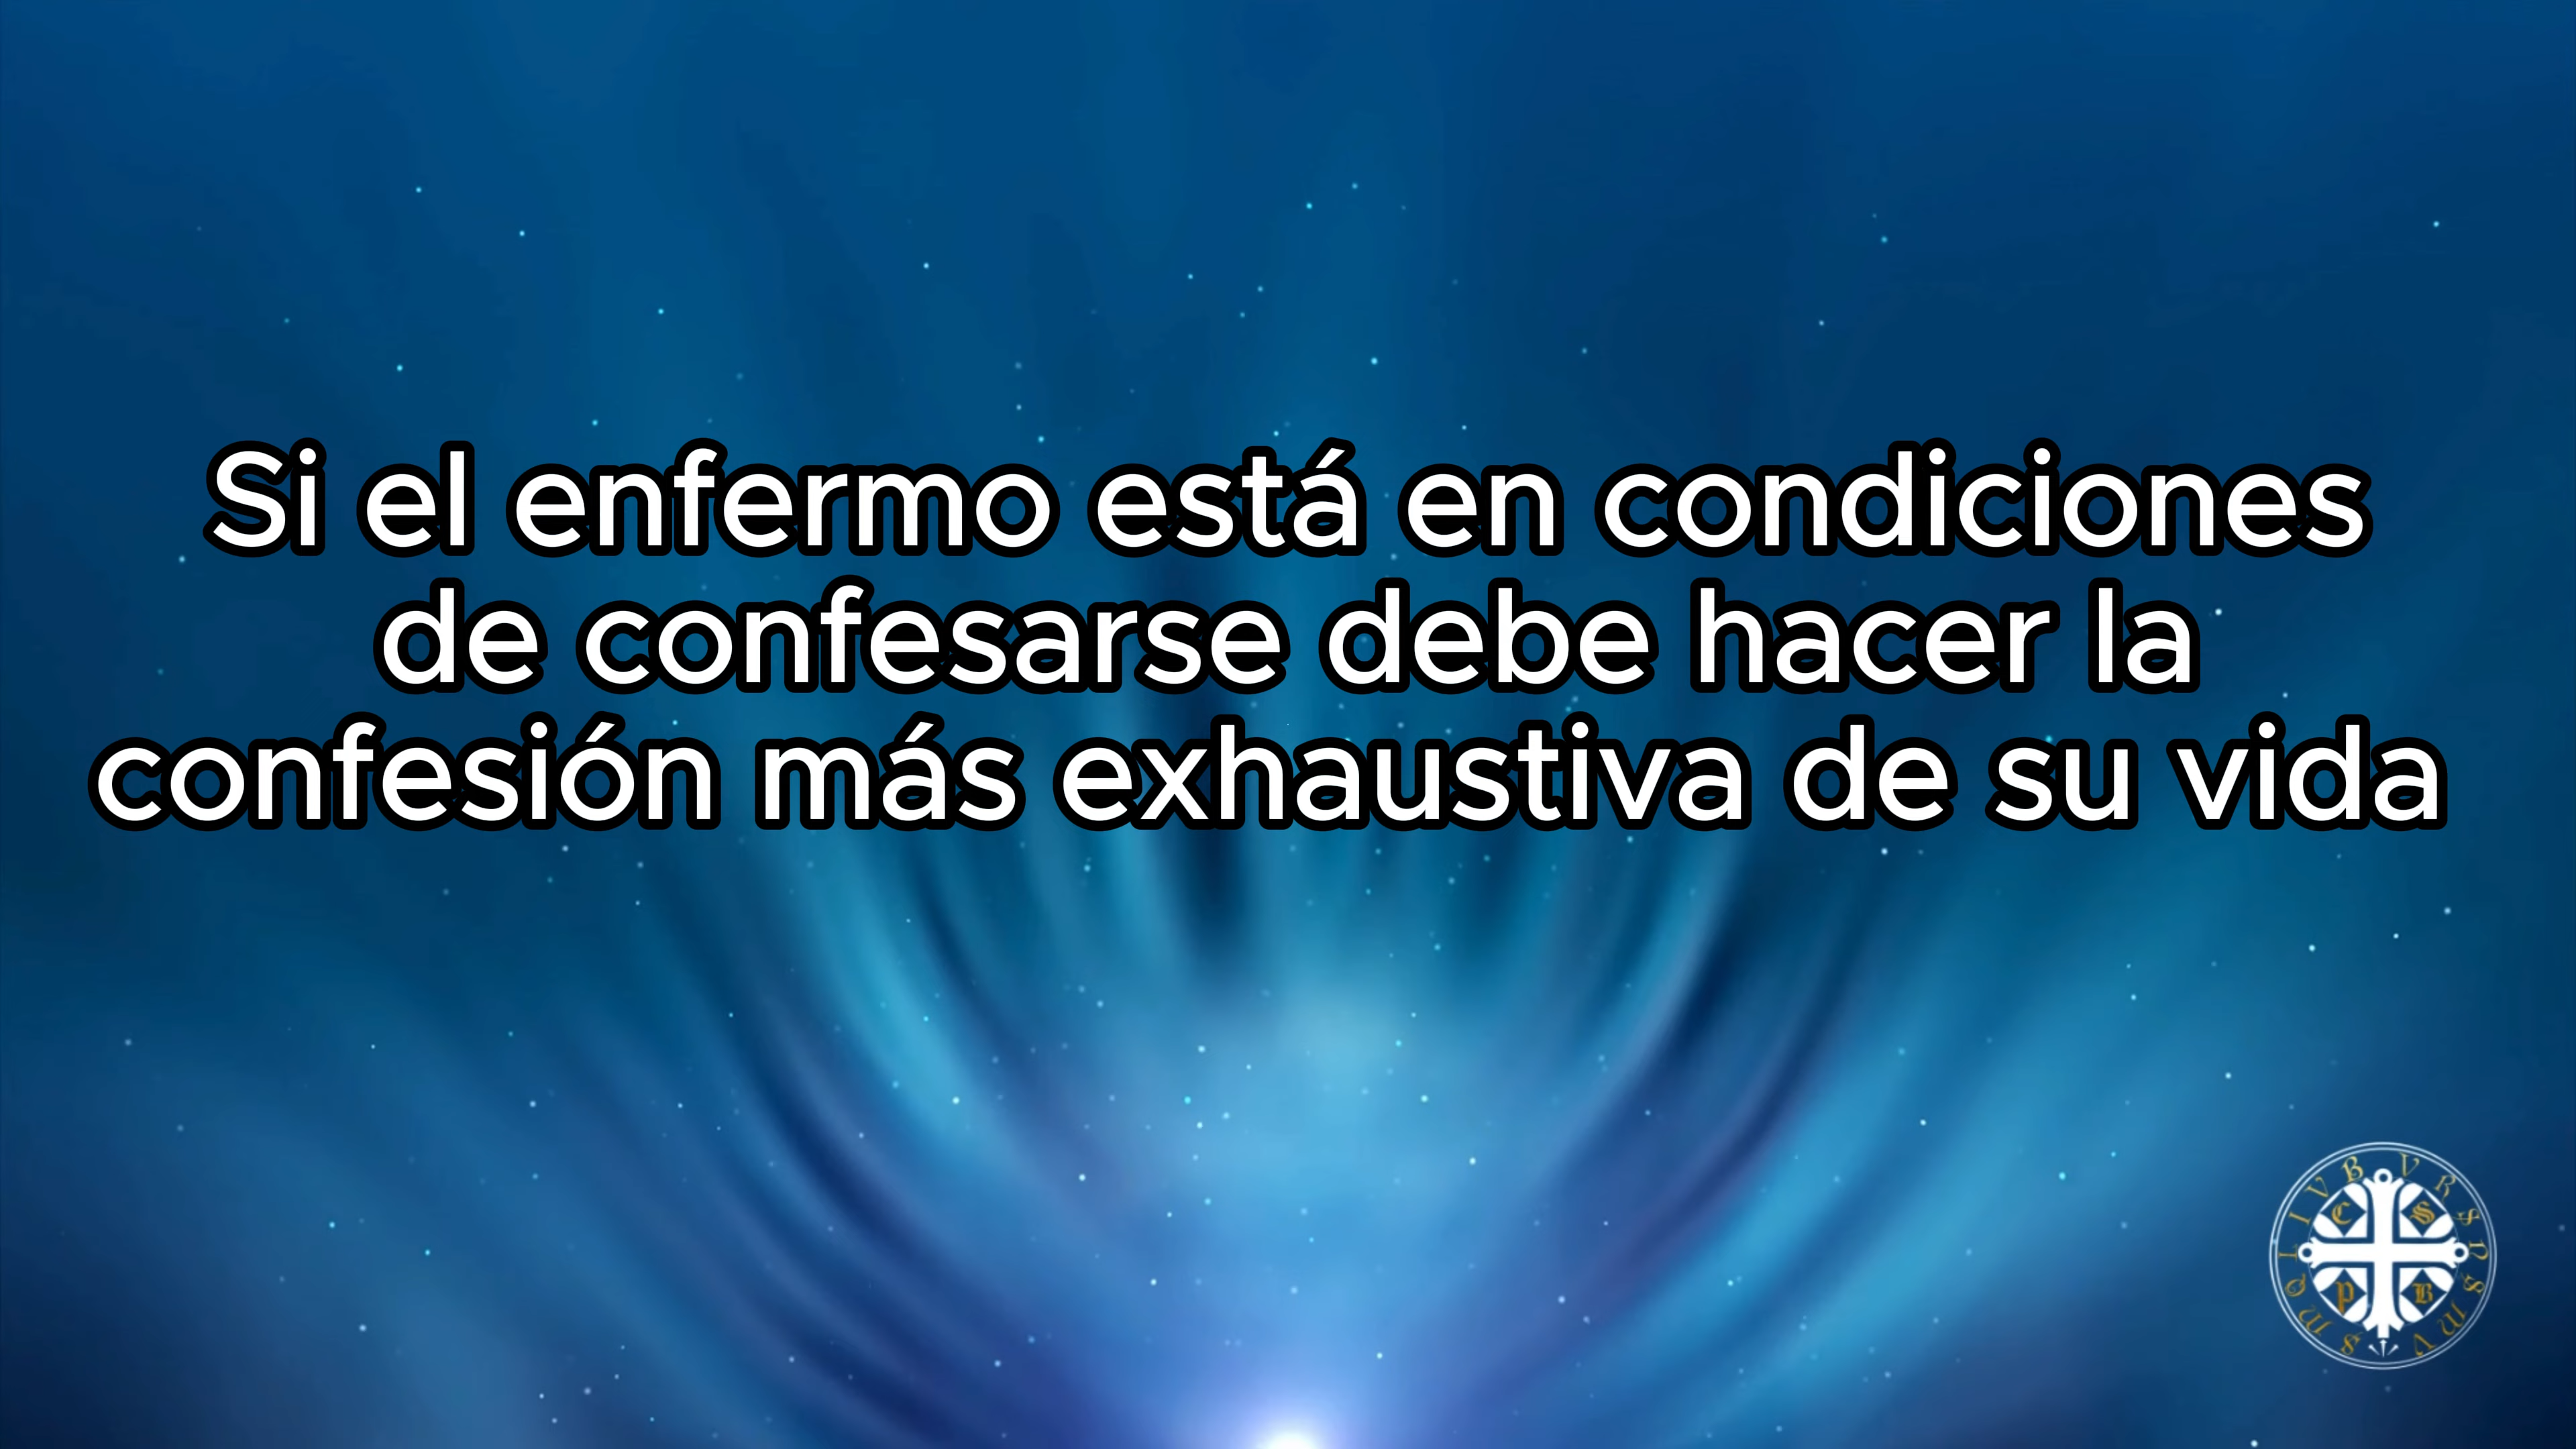 Si el enfermo está en condiciones
de confesarse debe hacer la
confesión más exhaustiva de su vida
C S
P B